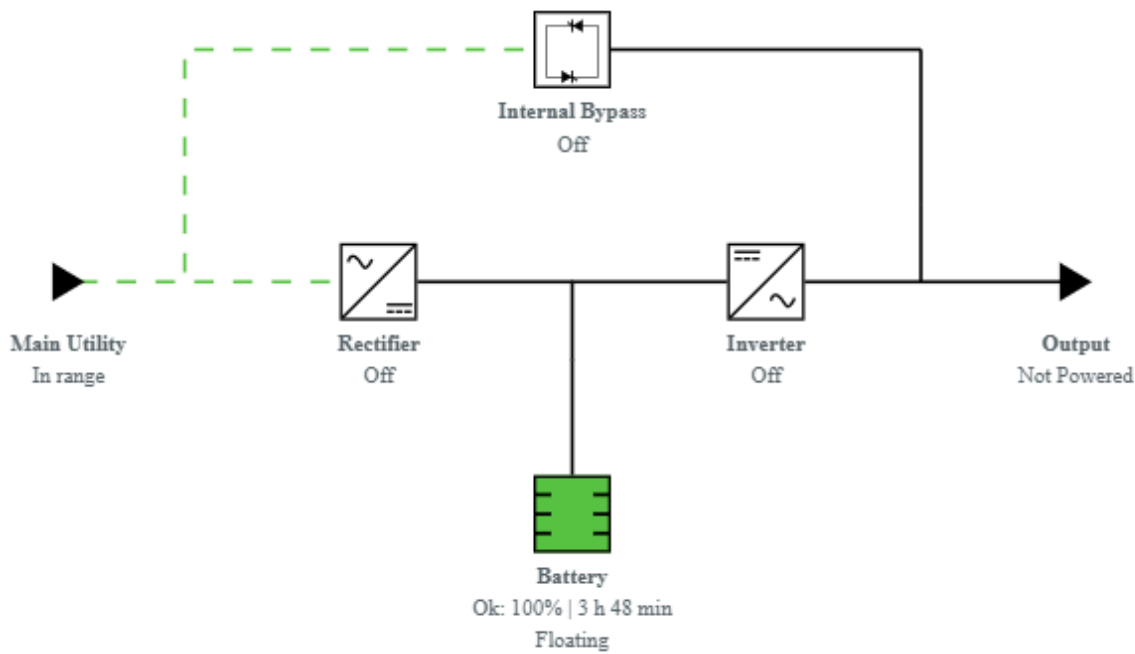 Internal Bypass
Off
Main Utility
In range
Rectifier
Off
Inverter
Off
Output
Not Powered
Battery
Ok: 100% | 3 h 48 min
Floating